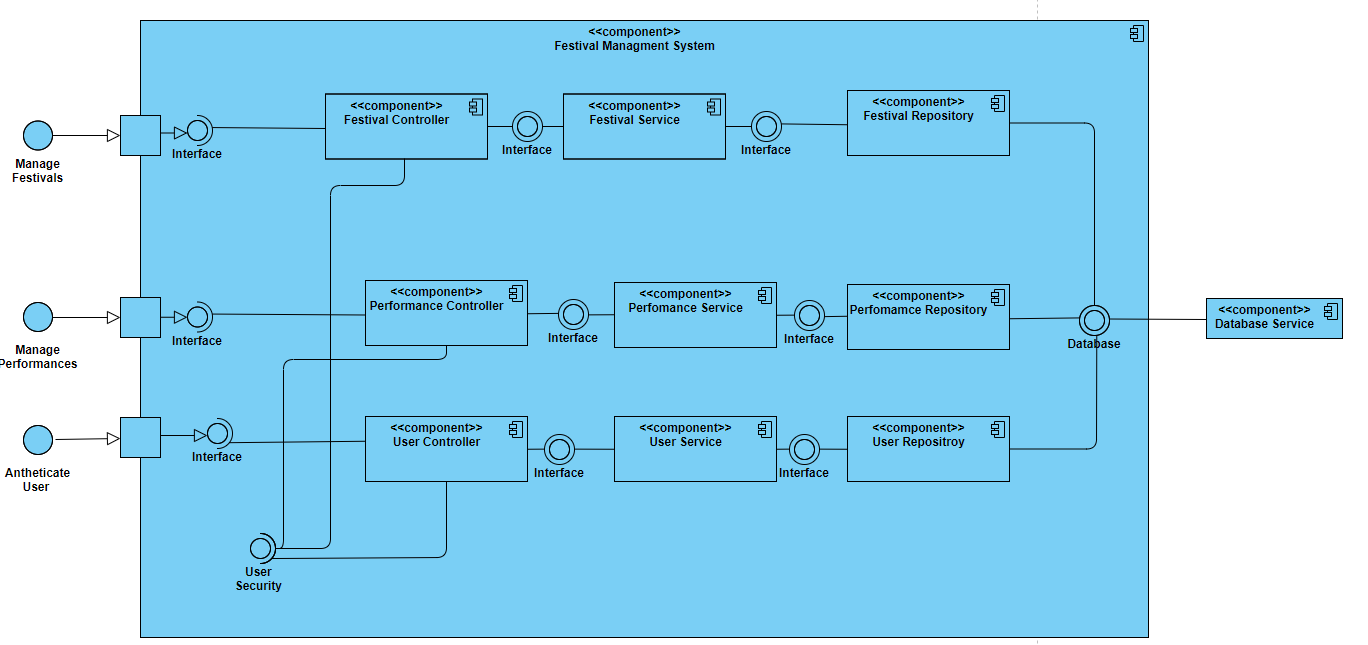 <<component>>
Festival Managment System
Manage
Festivals
Interface
<<component>>
Festival Controller
Interface
<<component>>
Festival Service
Interface
<<component>>
Festival Repository
Manage
Performances
Interface
<<component>>
Performance Controller
Interface
<<component>>
Perfomance Service
Interface
<<component>>
Perfomamce Repository
Database
<<component>>
Database Service
Antheticate
User
Interface
<<component>>
User Controller
Interface
<<component>>
User Service
Interface
<<component>>
User Repositroy
User
Security